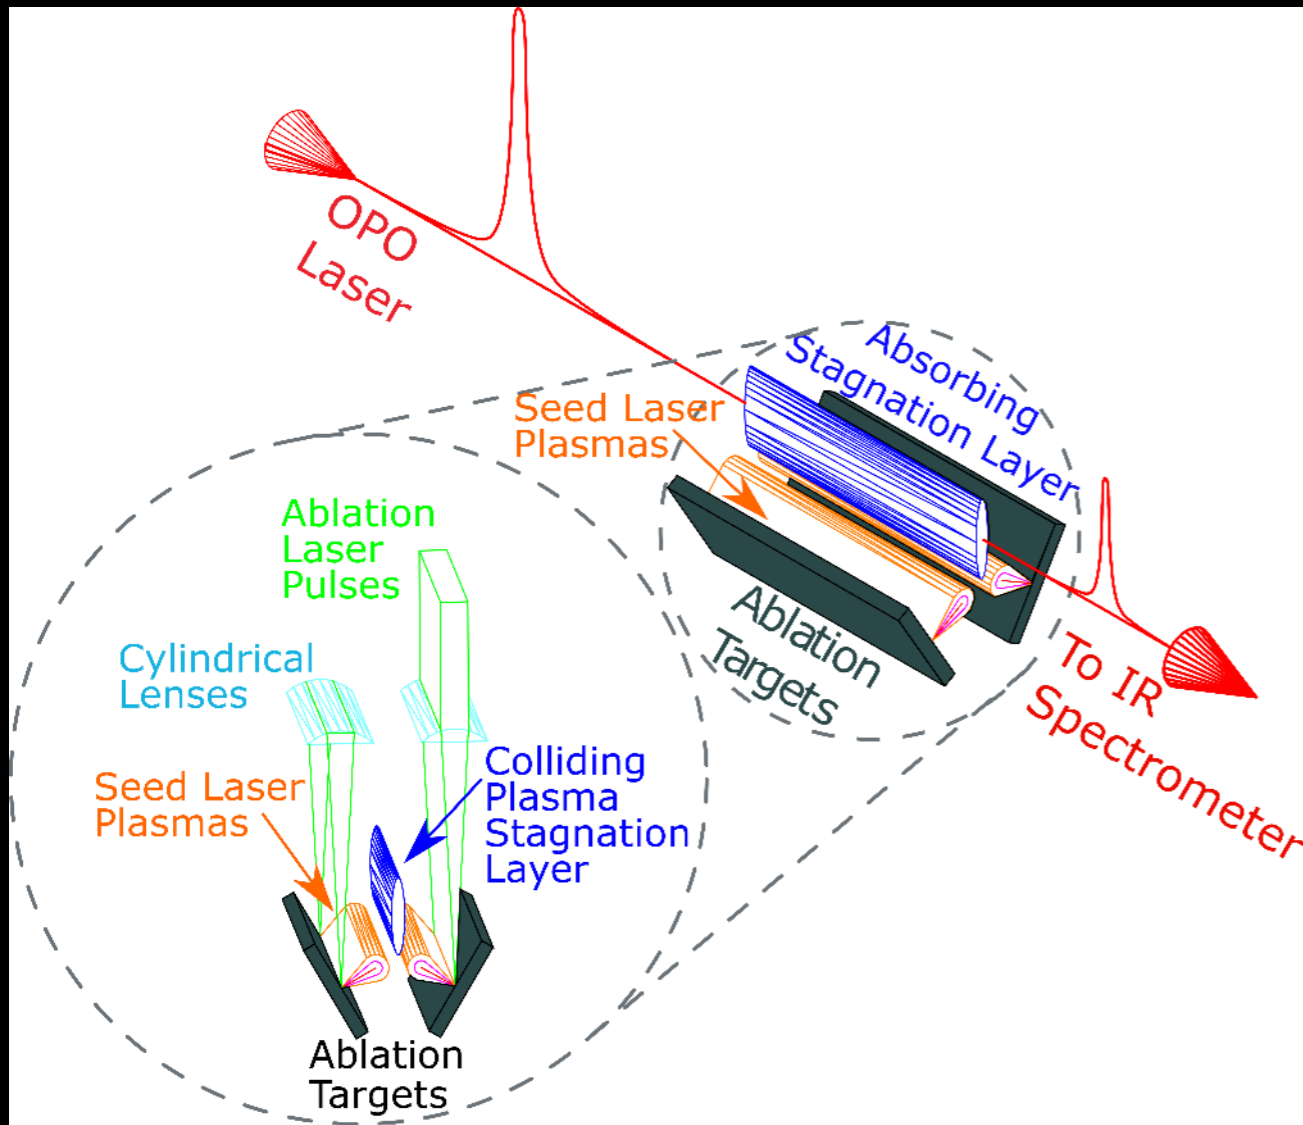 OPO
Laser
Absorbing
Stagnation Layer
Seed Laser
Plasmas
Ablation
Targets
To IR
Spectrometer
Ablation
Laser
Pulses
Cylindrical
Lenses
Seed Laser
Plasmas
Colliding
Plasma
Stagnation
Layer
Ablation
Targets